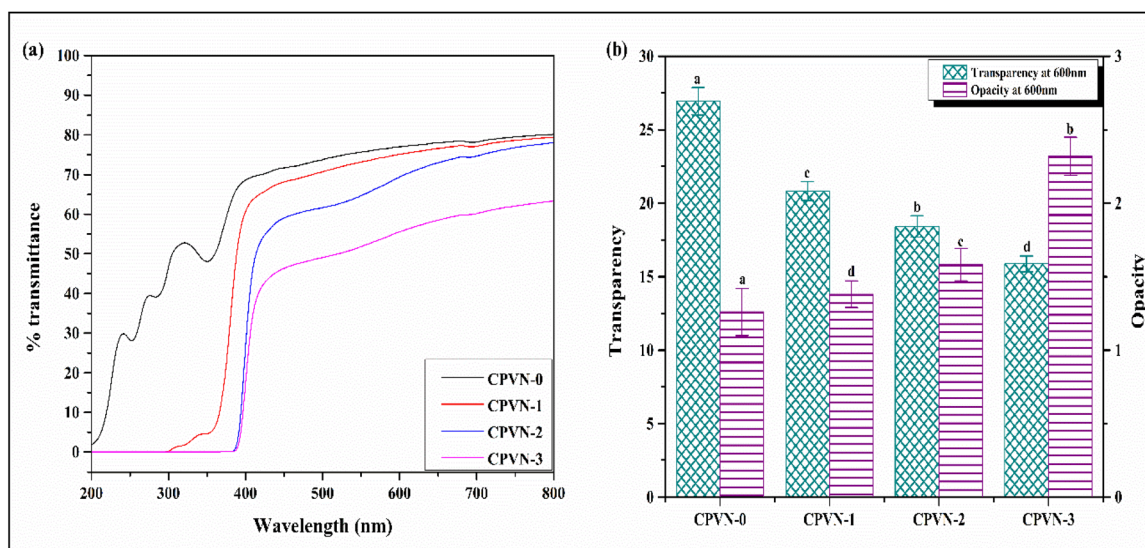 (a)
% transmittance
100
90
80
70
60
50
40
30
20
10
0
200
300
400
500
600
700
800
Wavelength (nm)
CPVN-0
CPVN-1
CPVN-2
CPVN-3
(b)
Transparency
30
25
20
15
10
5
0
Transparency at 600nm
Opacity at 600nm
a
a
c
d
b
c
d
b
CPVN-0
CPVN-1
CPVN-2
CPVN-3
3
2
1
0
Opacity